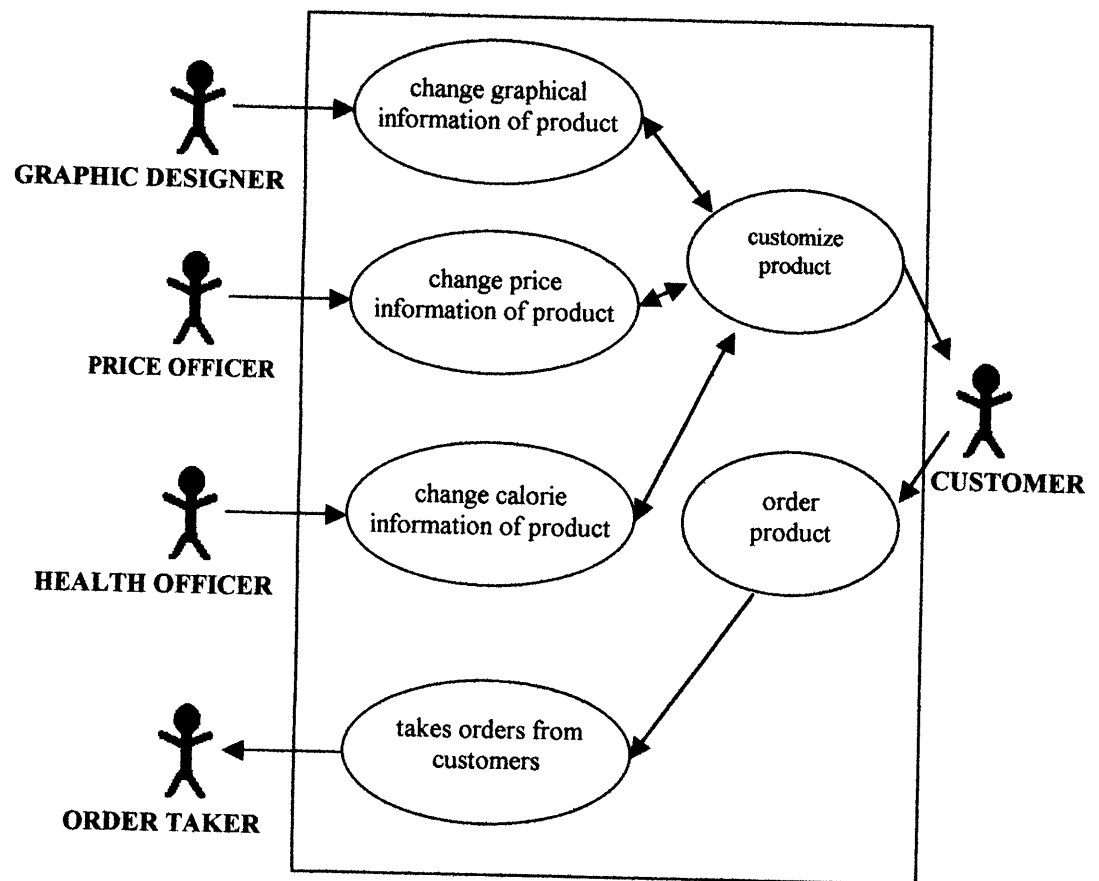 change graphical
information of product
GRAPHIC DESIGNER
customize
product
change price
information of product
PRICE OFFICER
CUSTOMER
change calorie
information of product
order
product
HEALTH OFFICER
takes orders from
customers
ORDER TAKER